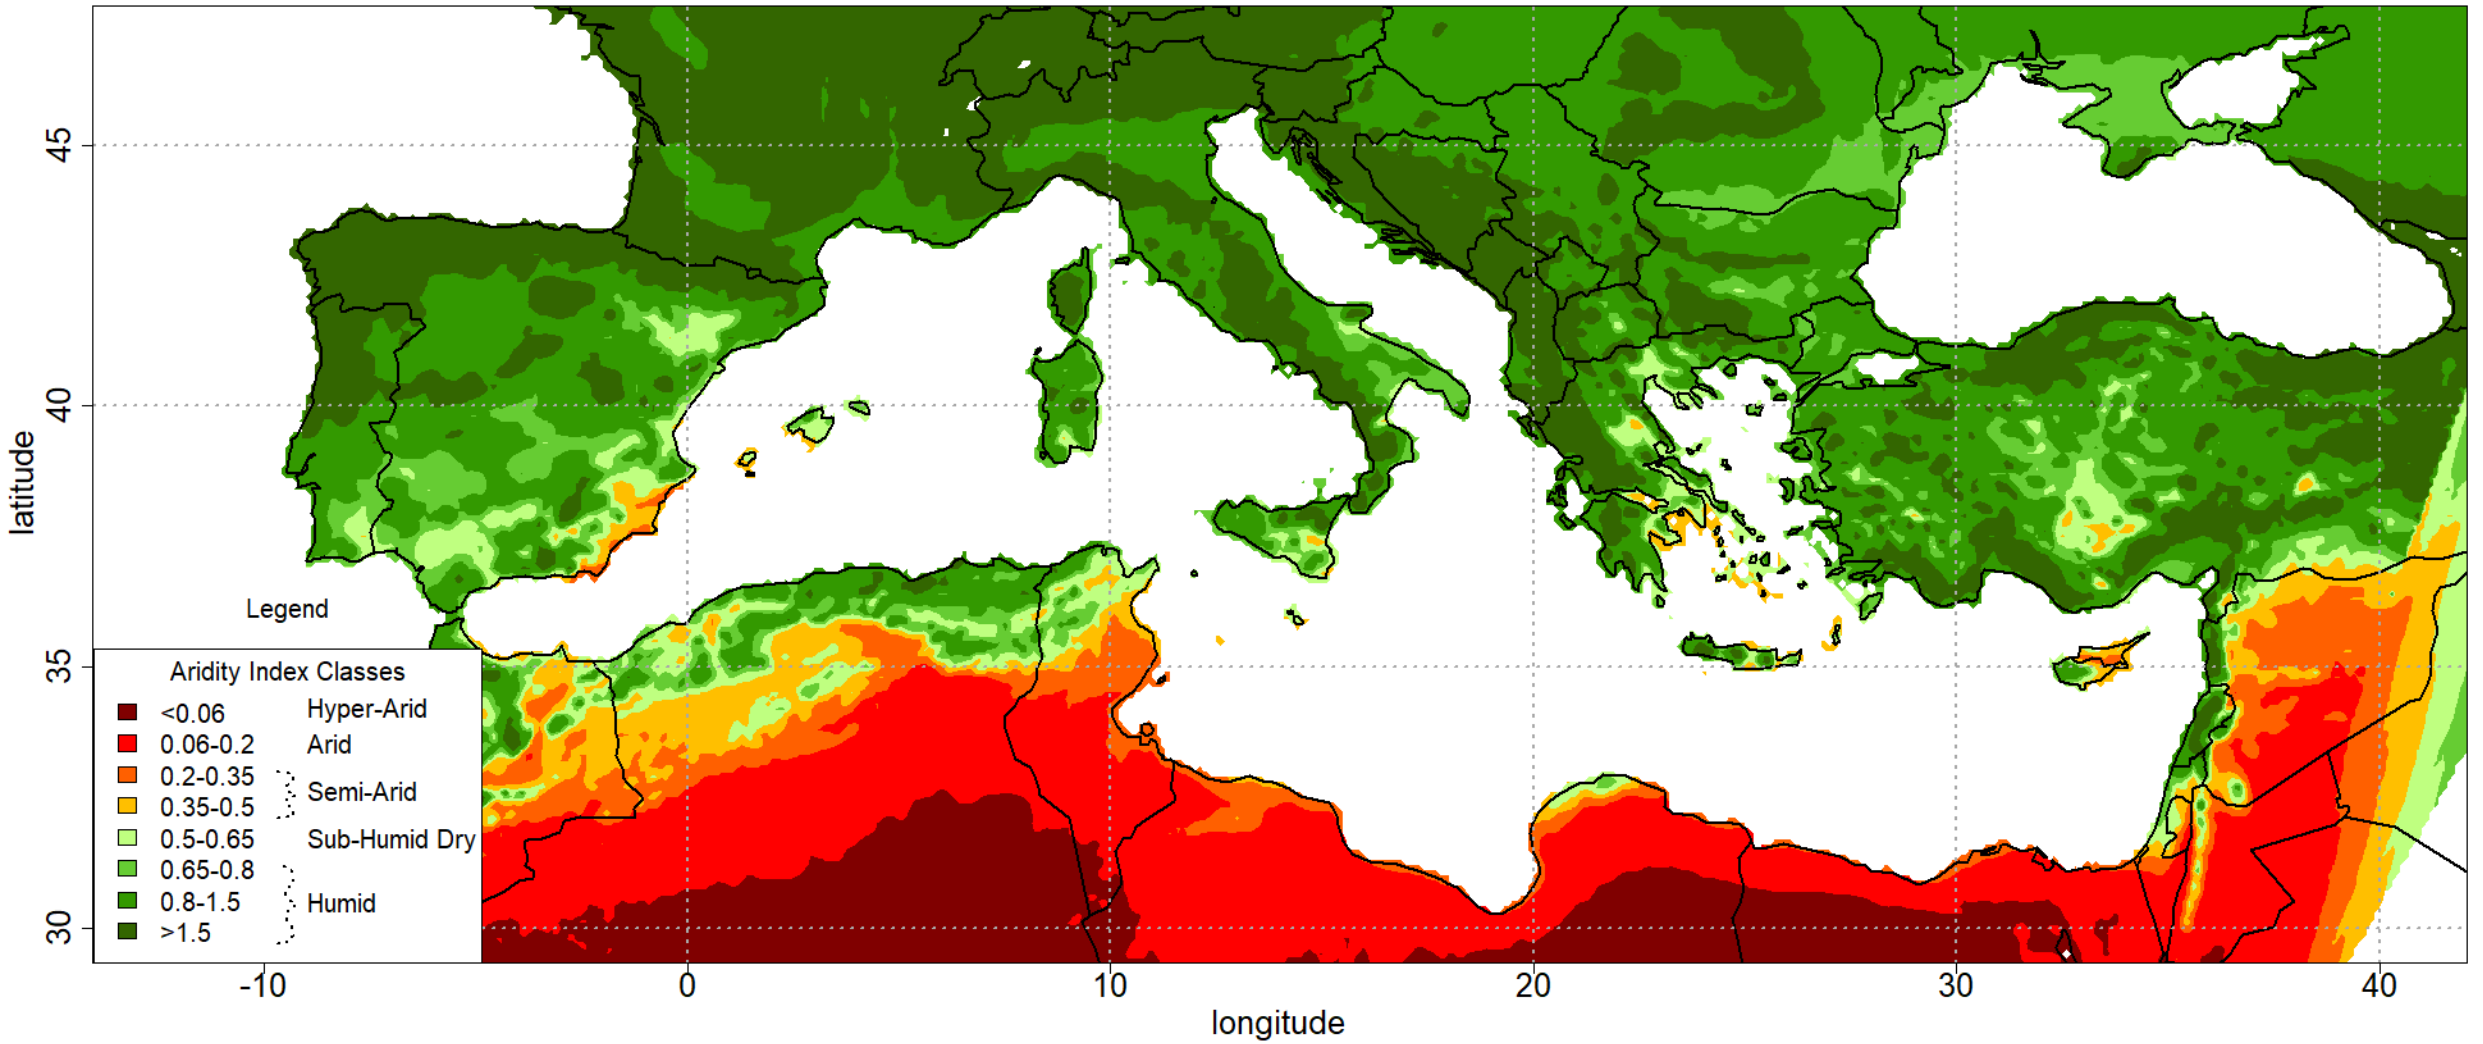 45
40
35
30
latitude
Legend
Aridity Index Classes
<0.06 Hyper-Arid
0.06-0.2 Arid
0.2-0.35
Semi-Arid
0.35-0.5
0.5-0.65 Sub-Humid Dry
0.65-0.8
0.8-1.5 Humid
>1.5
-10 0 10 20 30 40
longitude